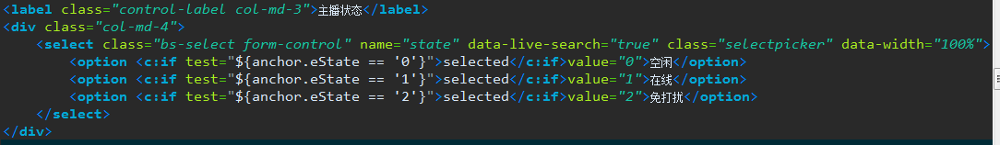 <label class="control-label col-md-3">主播状态</label>
<div class="col-md-4">
<select class="bs-select form-control" name="state" data-live-search="true" class="selectpicker" data-width="100%">
<option <c:if test="${anchor.eState == '0'}">selected</c:if>value="0">空闲</option>
<option <c:if test="${anchor.eState == '1'}">selected</c:if>value="1">在线</option>
<option <c:if test="${anchor.eState == '2'}">selected</c:if>value="2">免打扰</option>
</select>
</div>